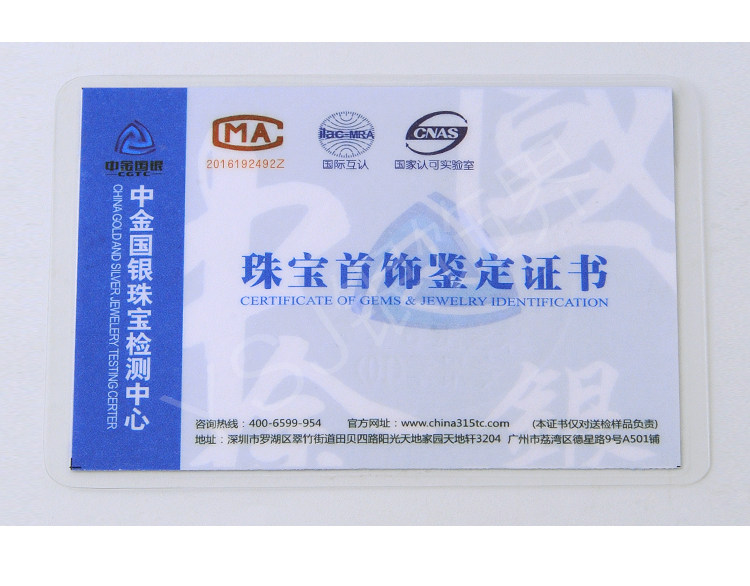 中金国银
CGTC
中金国银珠宝检测中心
CHINA GOLD AND SILVER JEWELERY TESTING CERTER
MA
2016192492Z
ilac-MRA
国际互认
CNAS
国家认可实验室
珠宝首饰鉴定证书
CERTIFICATE OF GEMS & JEWELRY IDENTIFICATION
咨询热线：400-6599-954 官方网址：www.china315tc.com (本证书仅对送检样品负责)
地址：深圳市罗湖区翠竹街道田贝四路阳光天地家园天地轩3204 广州市荔湾区德星路9号A501铺
银